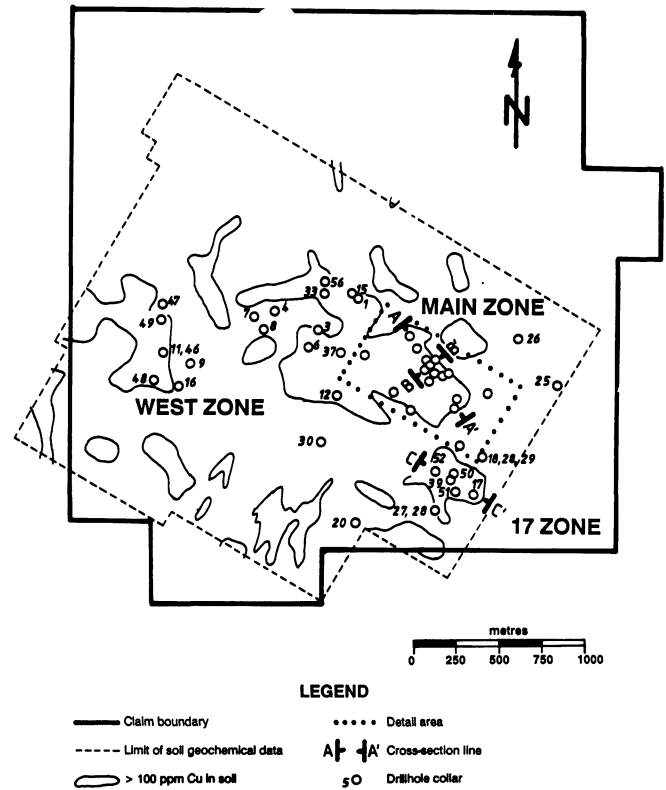 N
56
33
15
1
47
7
4
MAIN ZONE
49
8
3
A
26
11,46
6
37
B'
9
25
48
16
12
B
WEST ZONE
A'
30
C
52
18,28,29
39
50
51
17
27, 28
C'
20
17 ZONE
metres
0 250 500 750 1000
LEGEND
Claim boundary
Detail area
Limit of soil geochemical data
A A' Cross-section line
> 100 ppm Cu in soil
5 Drillhole collar